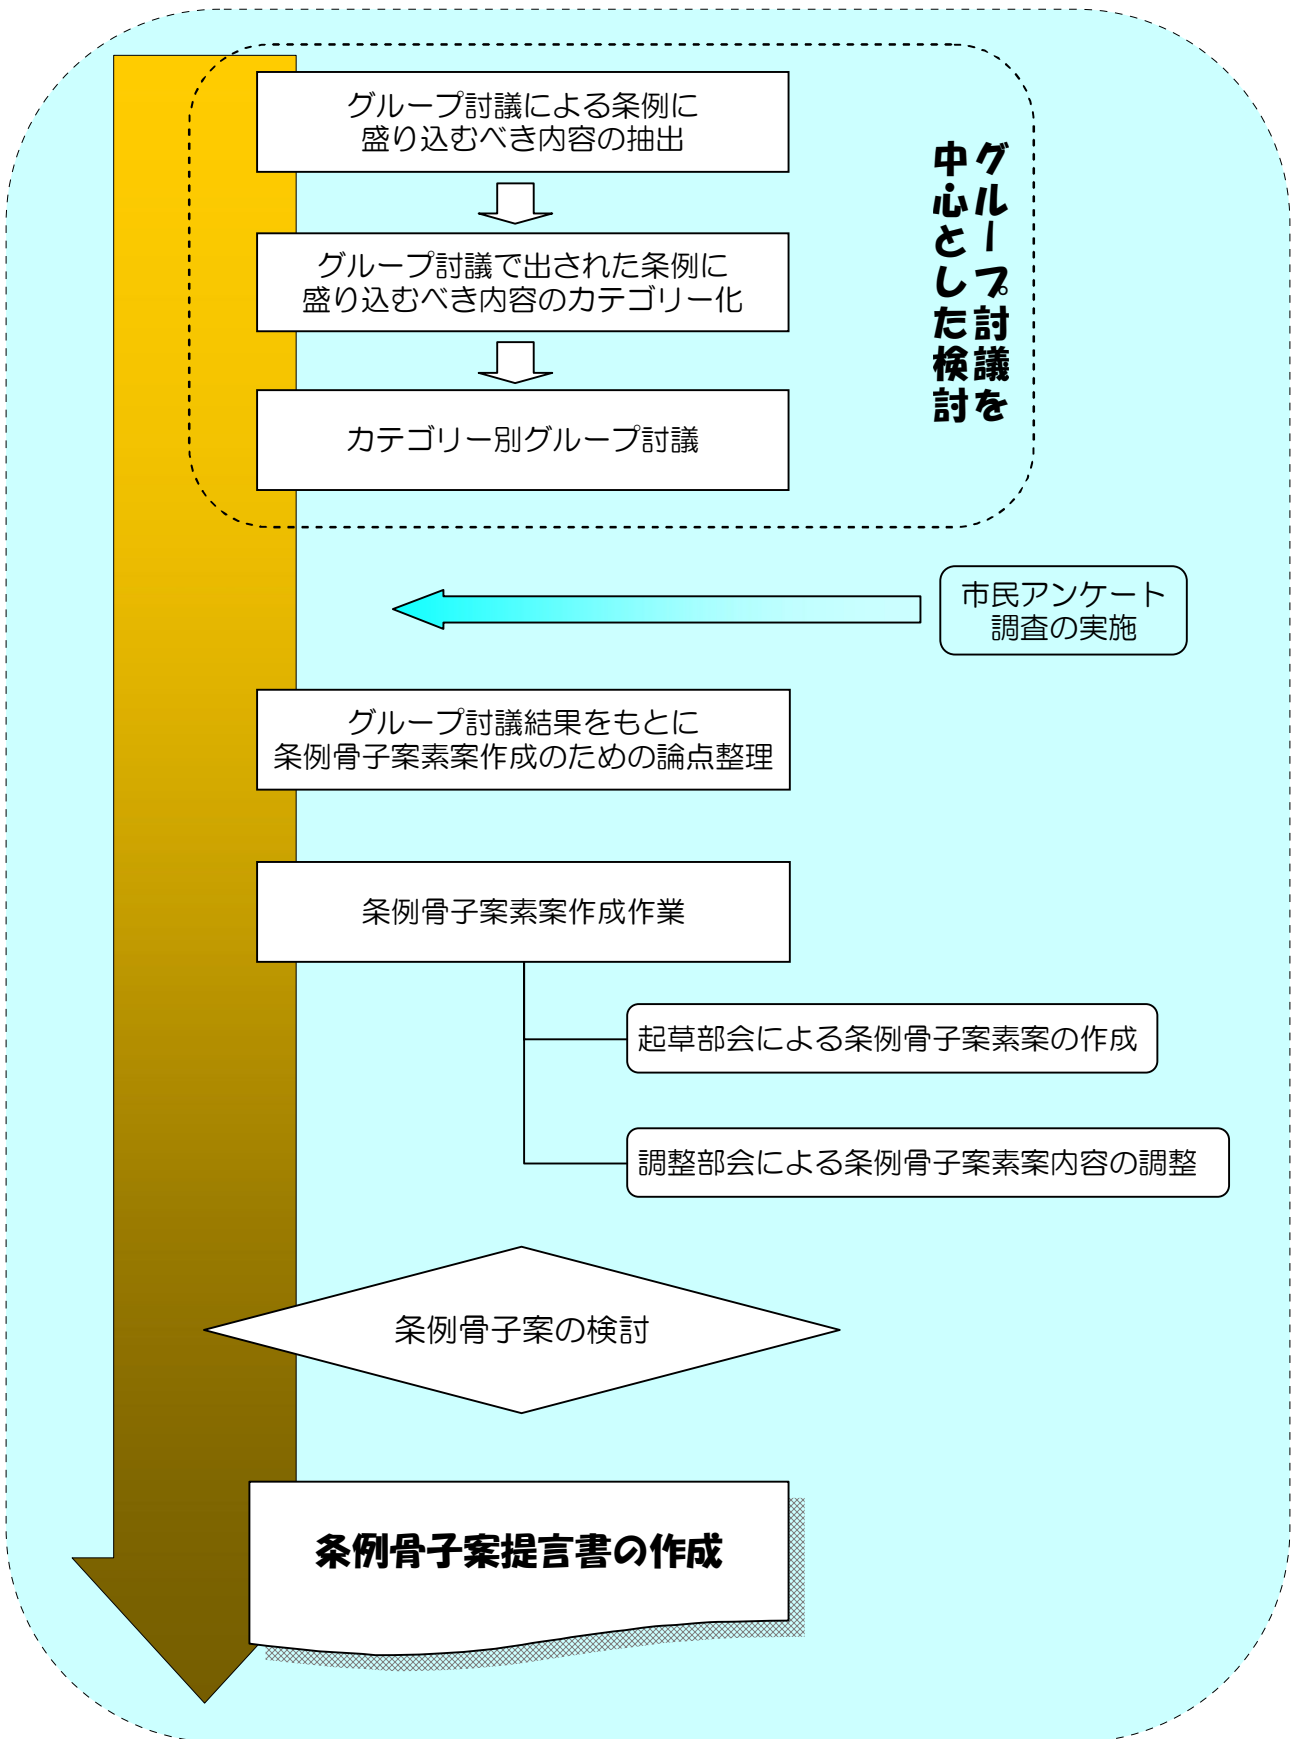 グループ討議による条例に
盛り込むべき内容の抽出
グループ討議で出された条例に
盛り込むべき内容のカテゴリー化
カテゴリー別グループ討議
グループ討議を
中心とした検討
市民アンケート
調査の実施
グループ討議結果をもとに
条例骨子案素案作成のための論点整理
条例骨子案素案作成作業
起草部会による条例骨子案素案の作成
調整部会による条例骨子案素案内容の調整
条例骨子案の検討
条例骨子案提言書の作成